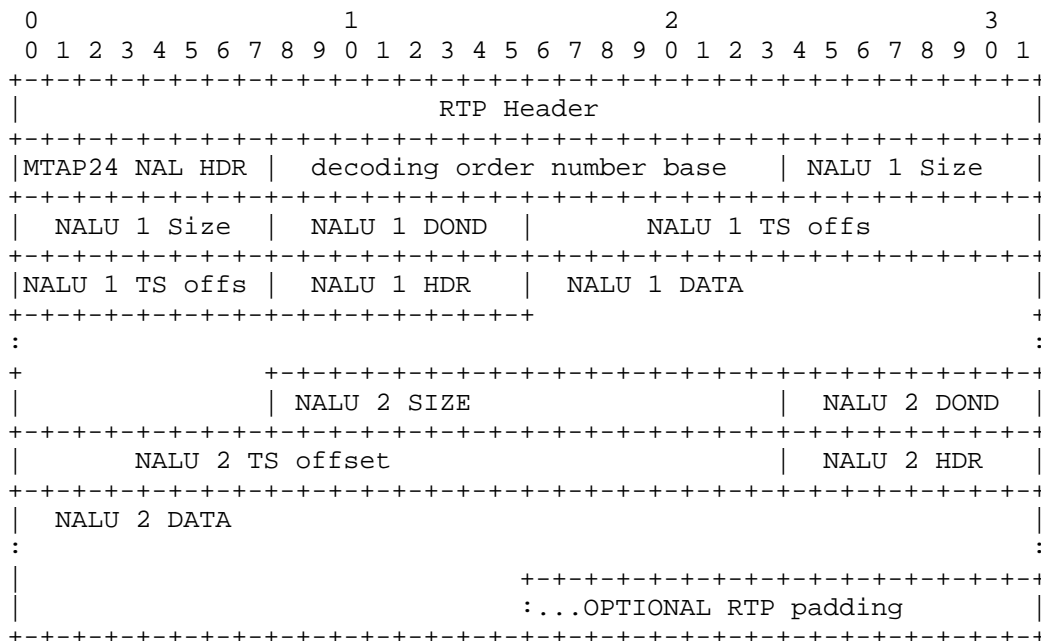 0                   1                   2                   3
 0 1 2 3 4 5 6 7 8 9 0 1 2 3 4 5 6 7 8 9 0 1 2 3 4 5 6 7 8 9 0 1
+-+-+-+-+-+-+-+-+-+-+-+-+-+-+-+-+-+-+-+-+-+-+-+-+-+-+-+-+-+-+-+-+
|                          RTP Header                           |
+-+-+-+-+-+-+-+-+-+-+-+-+-+-+-+-+-+-+-+-+-+-+-+-+-+-+-+-+-+-+-+-+
|MTAP24 NAL HDR |  decoding order number base   | NALU 1 Size   |
+-+-+-+-+-+-+-+-+-+-+-+-+-+-+-+-+-+-+-+-+-+-+-+-+-+-+-+-+-+-+-+-+
|  NALU 1 Size  |  NALU 1 DOND  |       NALU 1 TS offs          |
+-+-+-+-+-+-+-+-+-+-+-+-+-+-+-+-+-+-+-+-+-+-+-+-+-+-+-+-+-+-+-+-+
|NALU 1 TS offs |  NALU 1 HDR   |  NALU 1 DATA                  |
+-+-+-+-+-+-+-+-+-+-+-+-+-+-+-+-+                               +
:                                                               :
+               +-+-+-+-+-+-+-+-+-+-+-+-+-+-+-+-+-+-+-+-+-+-+-+-+
|               | NALU 2 SIZE                   |  NALU 2 DOND  |
+-+-+-+-+-+-+-+-+-+-+-+-+-+-+-+-+-+-+-+-+-+-+-+-+-+-+-+-+-+-+-+-+
|       NALU 2 TS offset                        |  NALU 2 HDR   |
+-+-+-+-+-+-+-+-+-+-+-+-+-+-+-+-+-+-+-+-+-+-+-+-+-+-+-+-+-+-+-+-+
|  NALU 2 DATA                                                  |
:                                                               :
|                               +-+-+-+-+-+-+-+-+-+-+-+-+-+-+-+-+
|                               :...OPTIONAL RTP padding        |
+-+-+-+-+-+-+-+-+-+-+-+-+-+-+-+-+-+-+-+-+-+-+-+-+-+-+-+-+-+-+-+-+